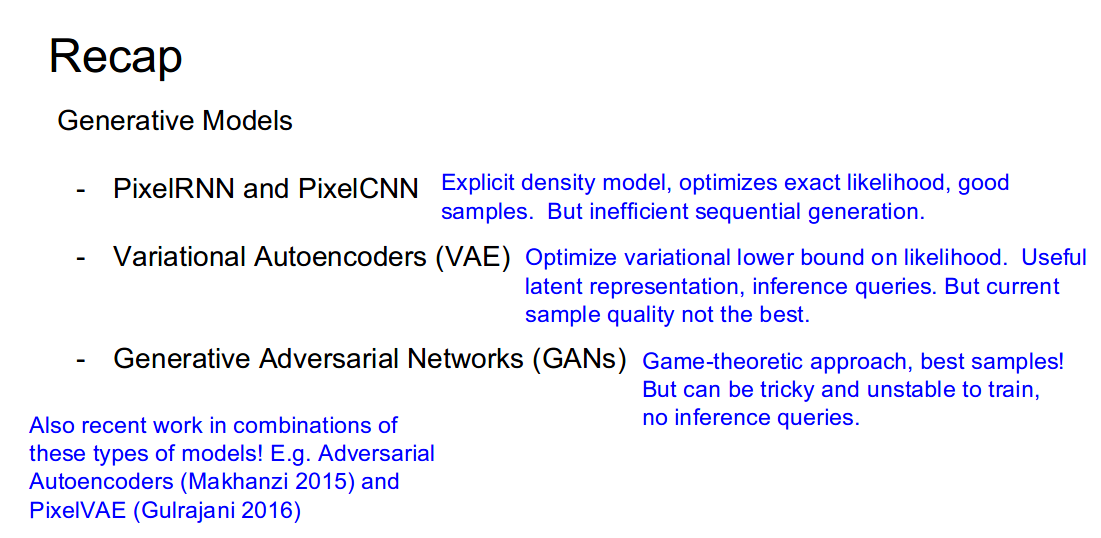 Recap
Generative Models
- PixelRNN and PixelCNN
Explicit density model, optimizes exact likelihood, good
samples. But inefficient sequential generation.
- Variational Autoencoders (VAE)
Optimize variational lower bound on likelihood. Useful
latent representation, inference queries. But current
sample quality not the best.
- Generative Adversarial Networks (GANs)
Game-theoretic approach, best samples!
But can be tricky and unstable to train,
no inference queries.
Also recent work in combinations of
these types of models! E.g. Adversarial
Autoencoders (Makhanzi 2015) and
PixelVAE (Gulrajani 2016)